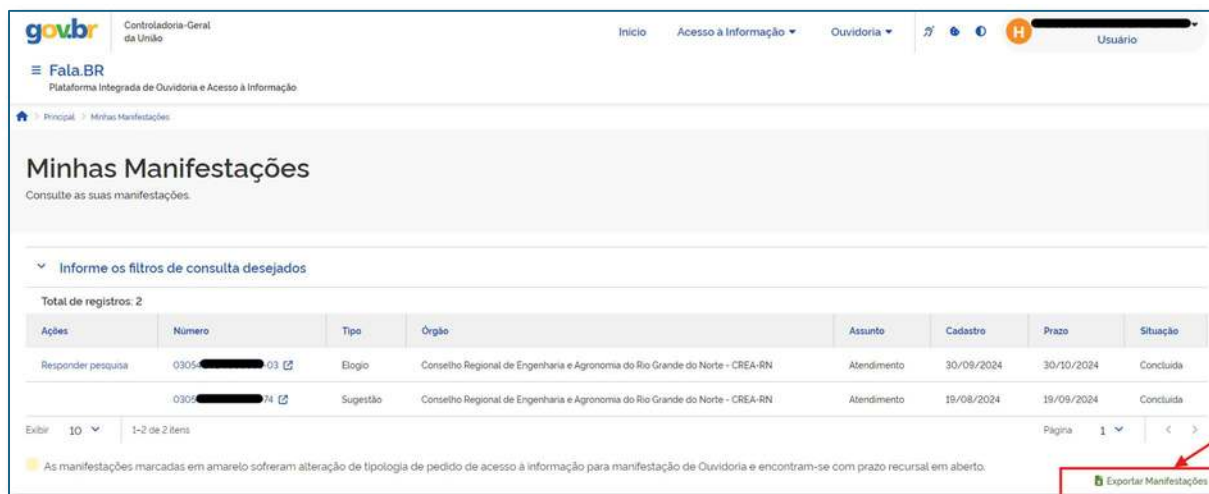 gov.br
Controladoria-Geral
da União
Início Acesso à Informação Ouvidoria H Usuário
Fala.BR
Plataforma Integrada de Ouvidoria e Acesso à Informação
Principal > Minhas Manifestações
Minhas Manifestações
Consulte as suas manifestações.
Informe os filtros de consulta desejados
Total de registros: 2
Ações Número Tipo Órgão Assunto Cadastro Prazo Situação
Responder pesquisa 03054 -03 Elogio Conselho Regional de Engenharia e Agronomia do Rio Grande do Norte - CREA-RN Atendimento 30/09/2024 30/10/2024 Concluída
0305 74 Sugestão Conselho Regional de Engenharia e Agronomia do Rio Grande do Norte - CREA-RN Atendimento 19/08/2024 19/09/2024 Concluída
Exibir 10 1-2 de 2 itens Página 1 < >
As manifestações marcadas em amarelo sofreram alteração de tipologia de pedido de acesso à informação para manifestação de Ouvidoria e encontram-se com prazo recursal em aberto.
Exportar Manifestações